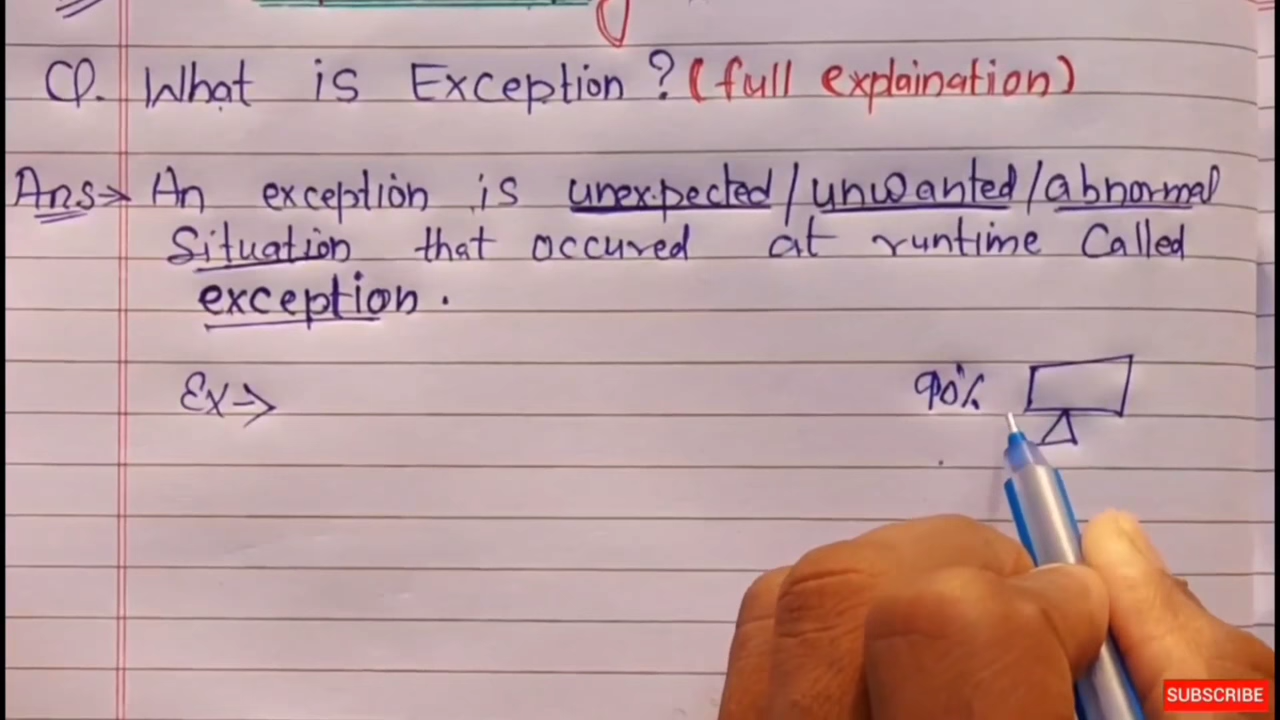 Q. What is Exception? (full explaination)
Ans→ An exception is unexpected/unwanted/abnormal
Situation that occured at runtime Called
exception.
Ex→ 90%
SUBSCRIBE